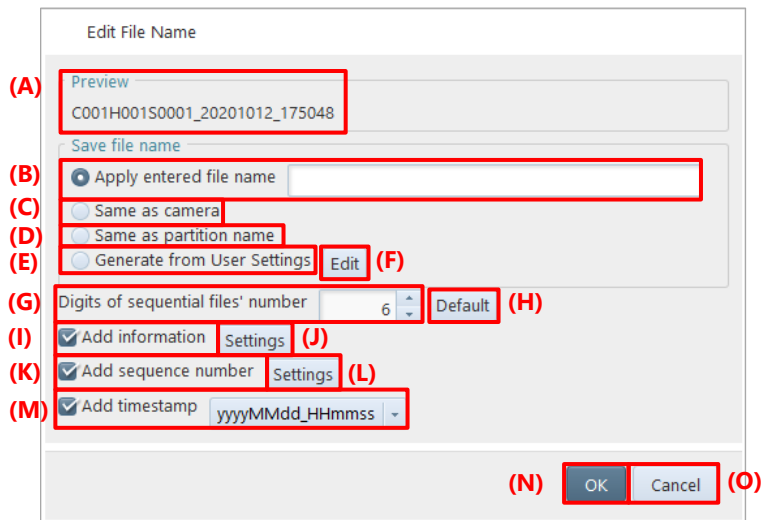 Edit File Name
(A) Preview
C001H001S0001_20201012_175048
Save file name
(B) Apply entered file name
(C) Same as camera
(D) Same as partition name
(E) Generate from User Settings Edit (F)
(G) Digits of sequential files' number 6 Default (H)
(I) Add information Settings (J)
(K) Add sequence number Settings (L)
(M) Add timestamp yyyyMMdd_HHmmss
(N) OK Cancel (O)